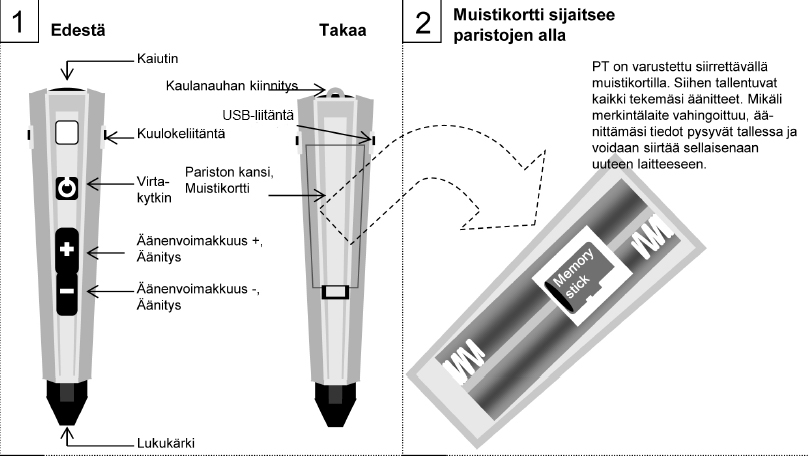 1
Edestä
Takaa
Kaiutin
Kaulanauhan kiinnitys
USB-liitäntä
Kuulokeliitäntä
Pariston kansi,
Muistikortti
Virta-
kytkin
Äänenvoimakkuus +,
Äänitys
Äänenvoimakkuus -,
Äänitys
Lukukärki
2
Muistikortti sijaitsee
paristojen alla
PT on varustettu siirrettävällä
muistikortilla. Siihen tallentuvat
kaikki tekemäsi äänitteet. Mikäli
merkintälaite vahingoittuu, ää-
nittämäsi tiedot pysyvät tallessa ja
voidaan siirtää sellaisenaan
uuteen laitteeseen.
Memory
stick